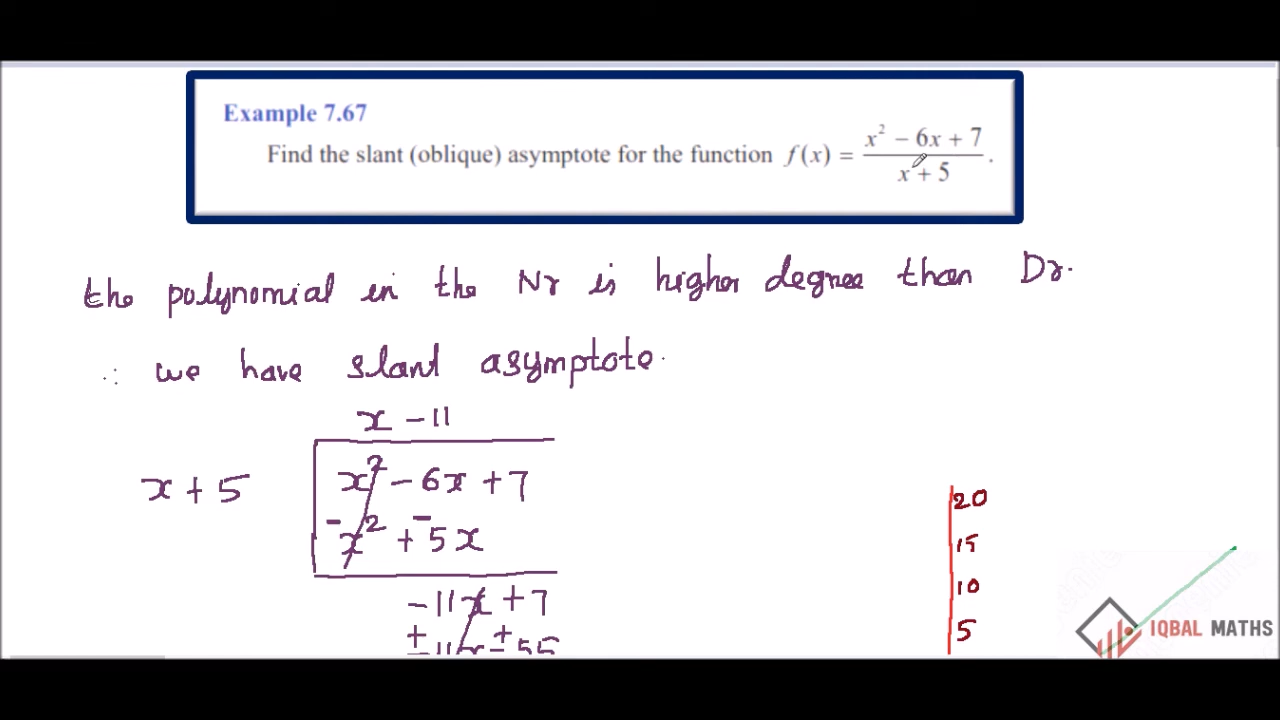 Example 7.67
Find the slant (oblique) asymptote for the function f(x) = (x² − 6x + 7)/(x + 5).
the polynomial in the Nr is higher degree than Dr.
∴ we have slant asymptote.
x − 11
x + 5 x² − 6x + 7
x² + 5x
− −
−11x + 7
+ +
−11x − 55
20
15
10
5
IQBAL MATHS